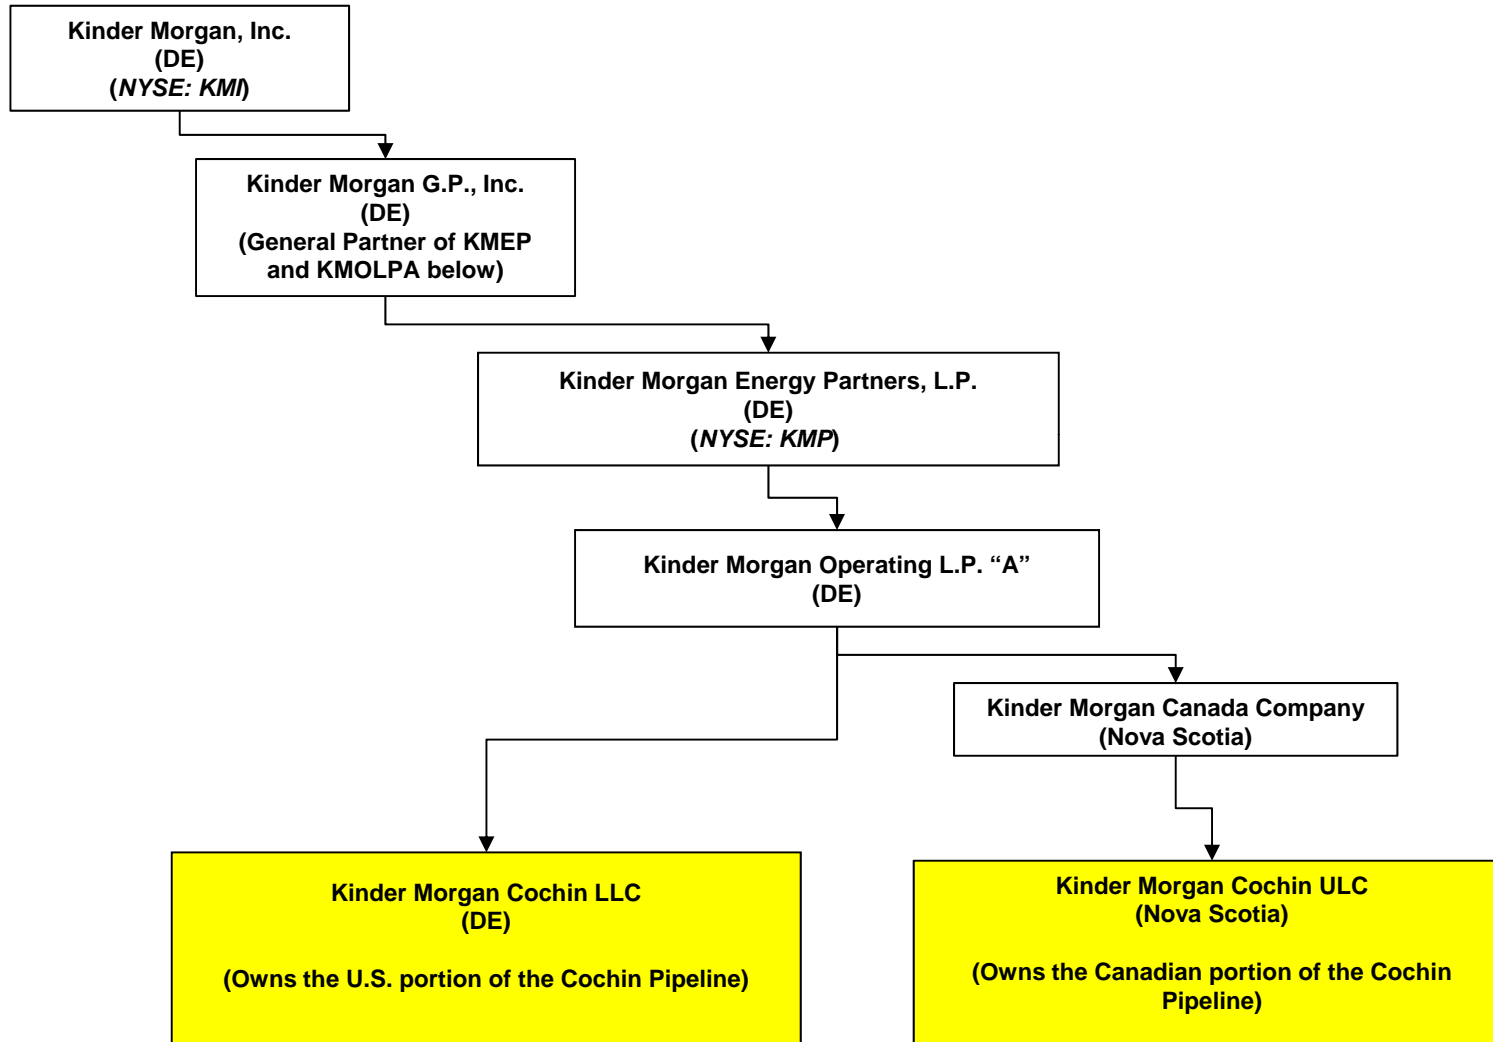 Kinder Morgan, Inc.
(DE)
(NYSE: KMI)
Kinder Morgan G.P., Inc.
(DE)
(General Partner of KMEP
and KMOLPA below)
Kinder Morgan Energy Partners, L.P.
(DE)
(NYSE: KMP)
Kinder Morgan Operating L.P. “A”
(DE)
Kinder Morgan Canada Company
(Nova Scotia)
Kinder Morgan Cochin LLC
(DE)
(Owns the U.S. portion of the Cochin Pipeline)
Kinder Morgan Cochin ULC
(Nova Scotia)
(Owns the Canadian portion of the Cochin
Pipeline)